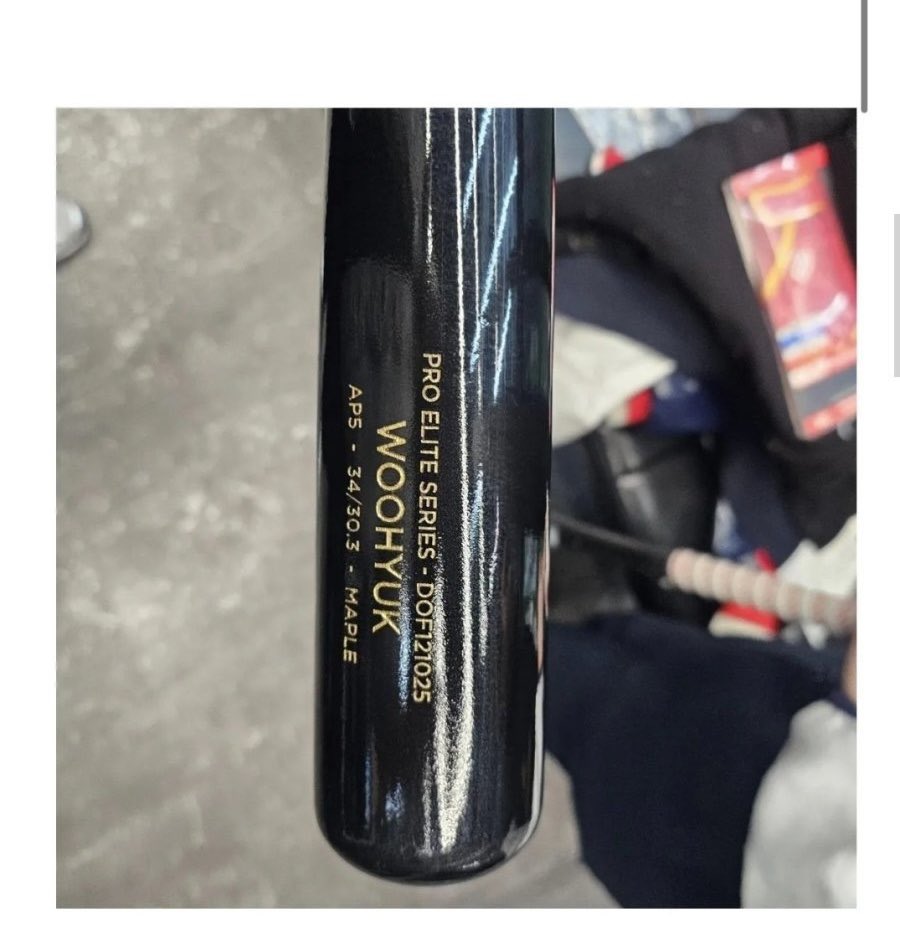 PRO ELITE SERIES - DOF121025
WOOHYUK
AP5 - 34/30.3 - MAPLE